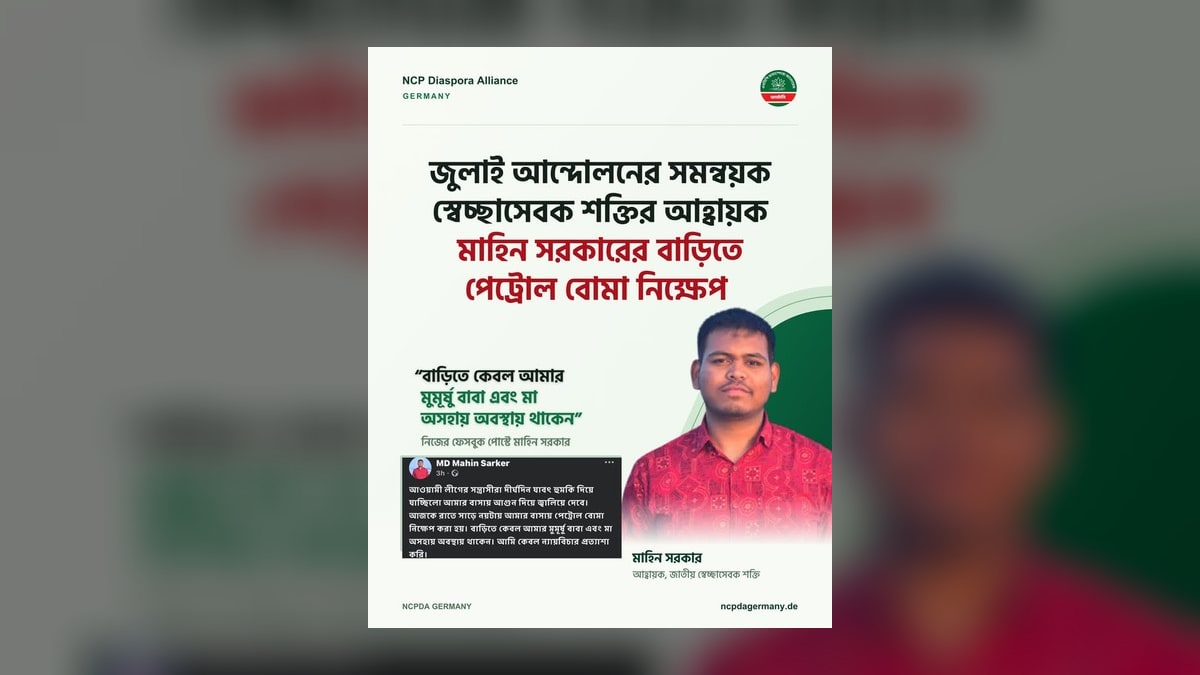 NCP Diaspora Alliance
GERMANY
জুলাই আন্দোলনের সমন্বয়ক
স্বেচ্ছাসেবক শক্তির আহ্বায়ক
মাহিন সরকারের বাড়িতে
পেট্রোল বোমা নিক্ষেপ
“বাড়িতে কেবল আমার
মুমূর্ষু বাবা এবং মা
অসহায় অবস্থায় থাকেন”
নিজের ফেসবুক পোস্টে মাহিন সরকার
MD Mahin Sarker
3h ·
আওয়ামী লীগের সন্ত্রাসীরা দীর্ঘদিন যাবৎ হুমকি দিয়ে
যাচ্ছিলো আমার বাসায় আগুন দিয়ে জ্বালিয়ে দেবে।
আজকে রাতে সাড়ে নয়টায় আমার বাসায় পেট্রোল বোমা
নিক্ষেপ করা হয়। বাড়িতে কেবল আমার মুমূর্ষু বাবা এবং মা
অসহায় অবস্থায় থাকেন। আমি কেবল ন্যায়বিচার প্রত্যাশা
করি।
মাহিন সরকার
আহ্বায়ক, জাতীয় স্বেচ্ছাসেবক শক্তি
NCPDA GERMANY
ncpdagermany.de